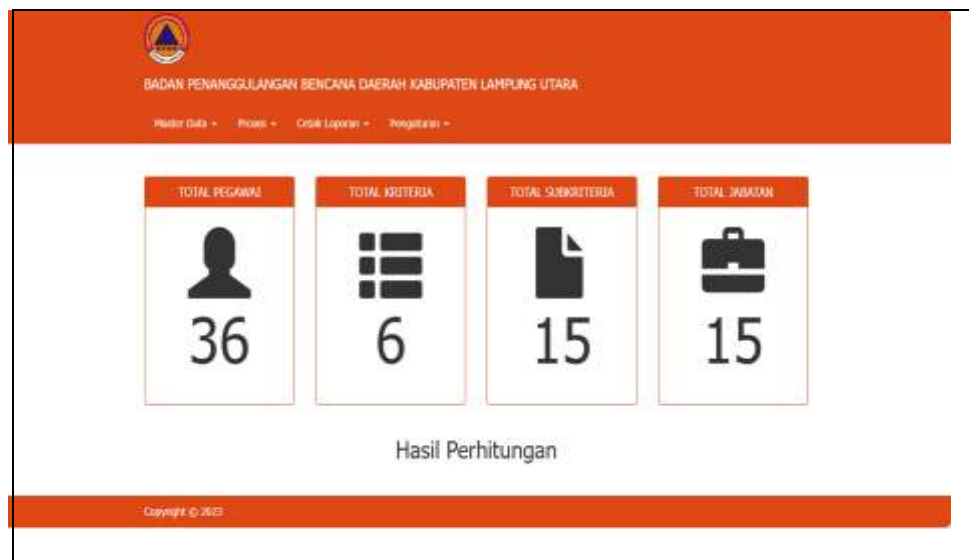 BADAN PENANGGULANGAN BENCANA DAERAH KABUPATEN LAMPUNG UTARA
Master Data Proses Cetak Laporan Pengaturan
TOTAL PEGAWAI TOTAL KRITERIA TOTAL SUBKRITERIA TOTAL JABATAN
36 6 15 15
Hasil Perhitungan
Copyright © 2023